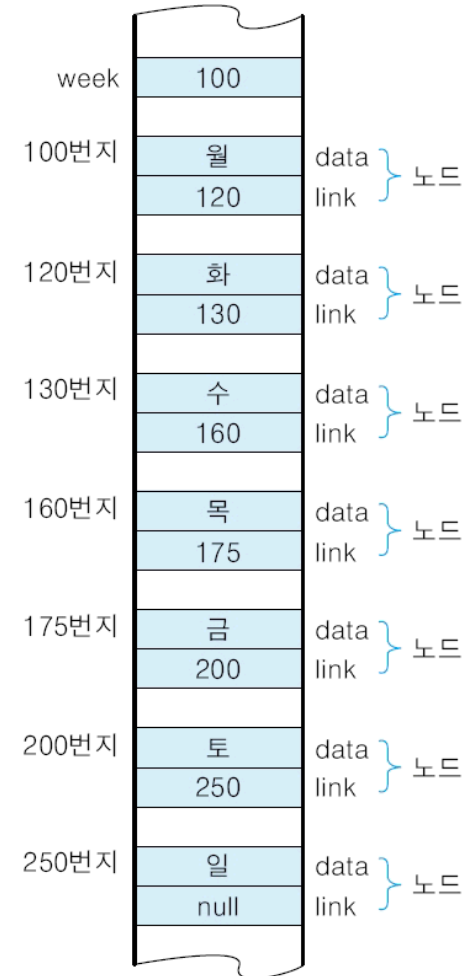 week 100
100번지 월 data 노드
120 link
120번지 화 data 노드
130 link
130번지 수 data 노드
160 link
160번지 목 data 노드
175 link
175번지 금 data 노드
200 link
200번지 토 data 노드
250 link
250번지 일 data 노드
null link